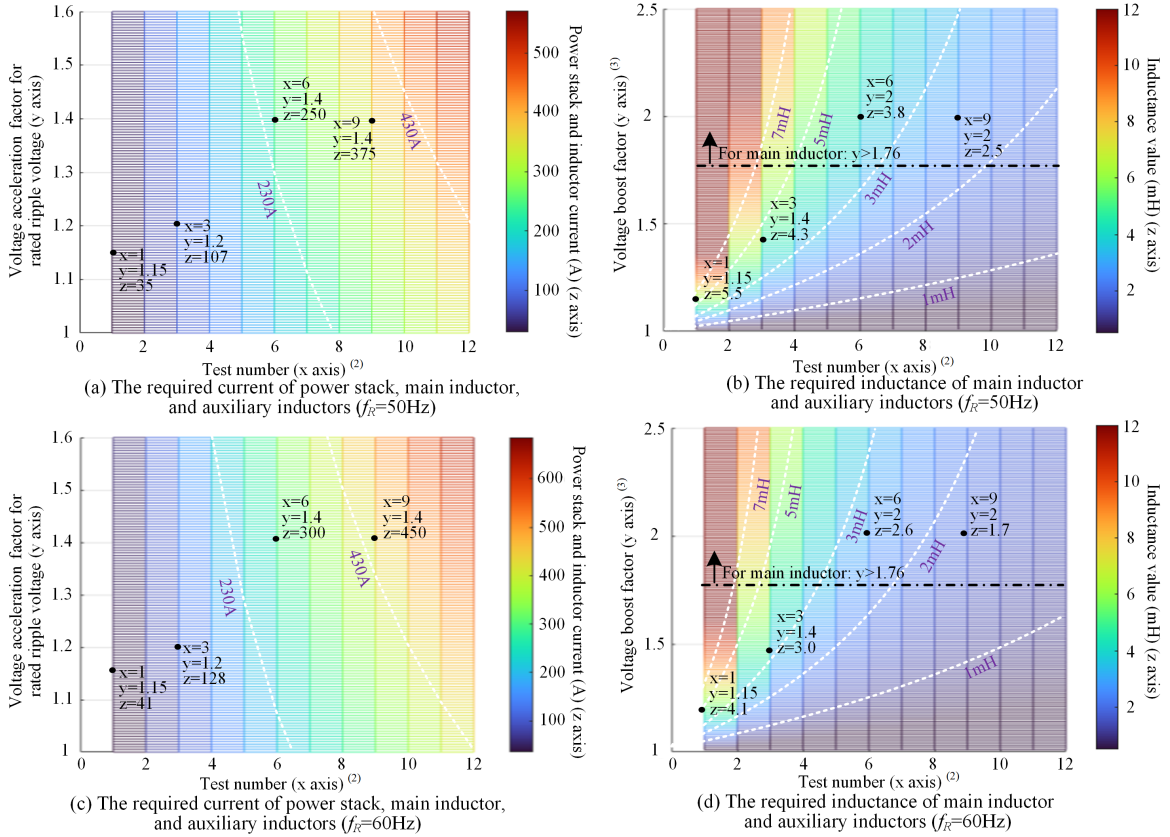 Voltage acceleration factor for
rated ripple voltage (y axis)
1.6
1.5
1.4
1.3
1.2
1.1
1
0
2
4
6
8
10
12
x=1
y=1.15
z=35
x=3
y=1.2
z=107
x=6
y=1.4
z=250
x=9
y=1.4
z=375
230A
430A
Test number (x axis) (2)
500
400
300
200
100
Power stack and inductor current (A) (z axis)
(a) The required current of power stack, main inductor,
and auxiliary inductors (fR=50Hz)
Voltage boost factor (y axis) (3)
2.5
2.0
1.5
1
0
2
4
6
8
10
12
7mH
5mH
3mH
2mH
1mH
x=6
y=2
z=3.8
x=9
y=2
z=2.5
For main inductor: y>1.76
x=3
y=1.4
z=4.3
x=1
y=1.15
z=5.5
Test number (x axis) (2)
12
10
8
6
4
2
Inductance value (mH) (z axis)
(b) The required inductance of main inductor
and auxiliary inductors (fR=50Hz)
Voltage acceleration factor for
rated ripple voltage (y axis)
1.6
1.5
1.4
1.3
1.2
1.1
1
0
2
4
6
8
10
12
x=1
y=1.15
z=41
x=3
y=1.2
z=128
x=6
y=1.4
z=300
x=9
y=1.4
z=450
230A
430A
Test number (x axis) (2)
600
500
400
300
200
100
Power stack and inductor current (A) (z axis)
(c) The required current of power stack, main inductor,
and auxiliary inductors (fR=60Hz)
Voltage boost factor (y axis) (3)
2.5
2
1.5
1
0
2
4
6
8
10
12
7mH
5mH
3mH
2mH
1mH
x=6
y=2
z=2.6
x=9
y=2
z=1.7
For main inductor: y>1.76
x=3
y=1.4
z=3.0
x=1
y=1.15
z=4.1
Test number (x axis) (2)
12
10
8
6
4
2
Inductance value (mH) (z axis)
(d) The required inductance of main inductor
and auxiliary inductors (fR=60Hz)